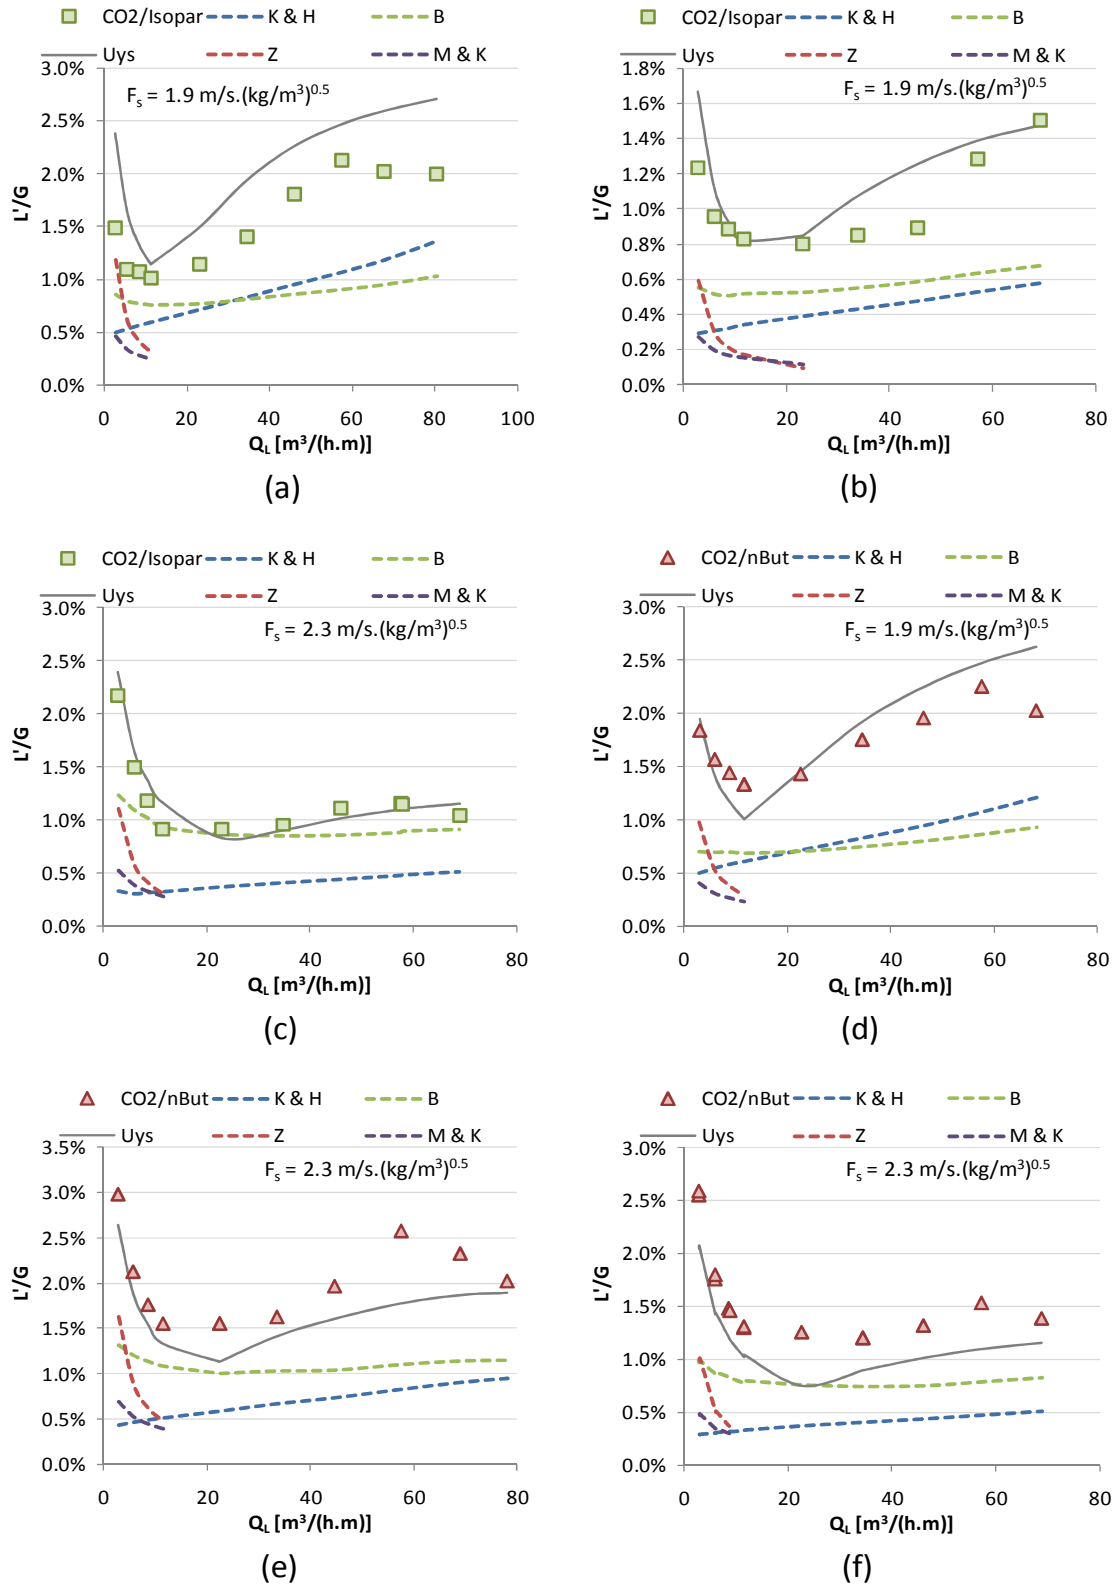 CO2/Isopar K & H B
Uys Z M & K
3.0%
2.5%
2.0%
1.5%
1.0%
0.5%
0.0%
L'/G
Fs = 1.9 m/s.(kg/m³)^0.5
0 20 40 60 80 100
QL [m³/(h.m)]
(a)
CO2/Isopar K & H B
Uys Z M & K
1.8%
1.6%
1.4%
1.2%
1.0%
0.8%
0.6%
0.4%
0.2%
0.0%
L'/G
Fs = 1.9 m/s.(kg/m³)^0.5
0 20 40 60 80
QL [m³/(h.m)]
(b)
CO2/Isopar K & H B
Uys Z M & K
3.0%
2.5%
2.0%
1.5%
1.0%
0.5%
0.0%
L'/G
Fs = 2.3 m/s.(kg/m³)^0.5
0 20 40 60 80
QL [m³/(h.m)]
(c)
CO2/nBut K & H B
Uys Z M & K
3.0%
2.5%
2.0%
1.5%
1.0%
0.5%
0.0%
L'/G
Fs = 1.9 m/s.(kg/m³)^0.5
0 20 40 60 80
QL [m³/(h.m)]
(d)
CO2/nBut K & H B
Uys Z M & K
3.5%
3.0%
2.5%
2.0%
1.5%
1.0%
0.5%
0.0%
L'/G
Fs = 2.3 m/s.(kg/m³)^0.5
0 20 40 60 80
QL [m³/(h.m)]
(e)
CO2/nBut K & H B
Uys Z M & K
3.0%
2.5%
2.0%
1.5%
1.0%
0.5%
0.0%
L'/G
Fs = 2.3 m/s.(kg/m³)^0.5
0 20 40 60 80
QL [m³/(h.m)]
(f)